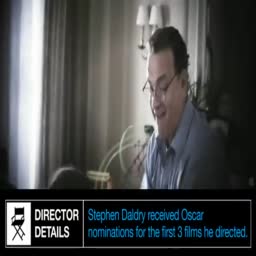 DIRECTOR
DETAILS
Stephen Daldry received Oscar
nominations for the first 3 films he directed.